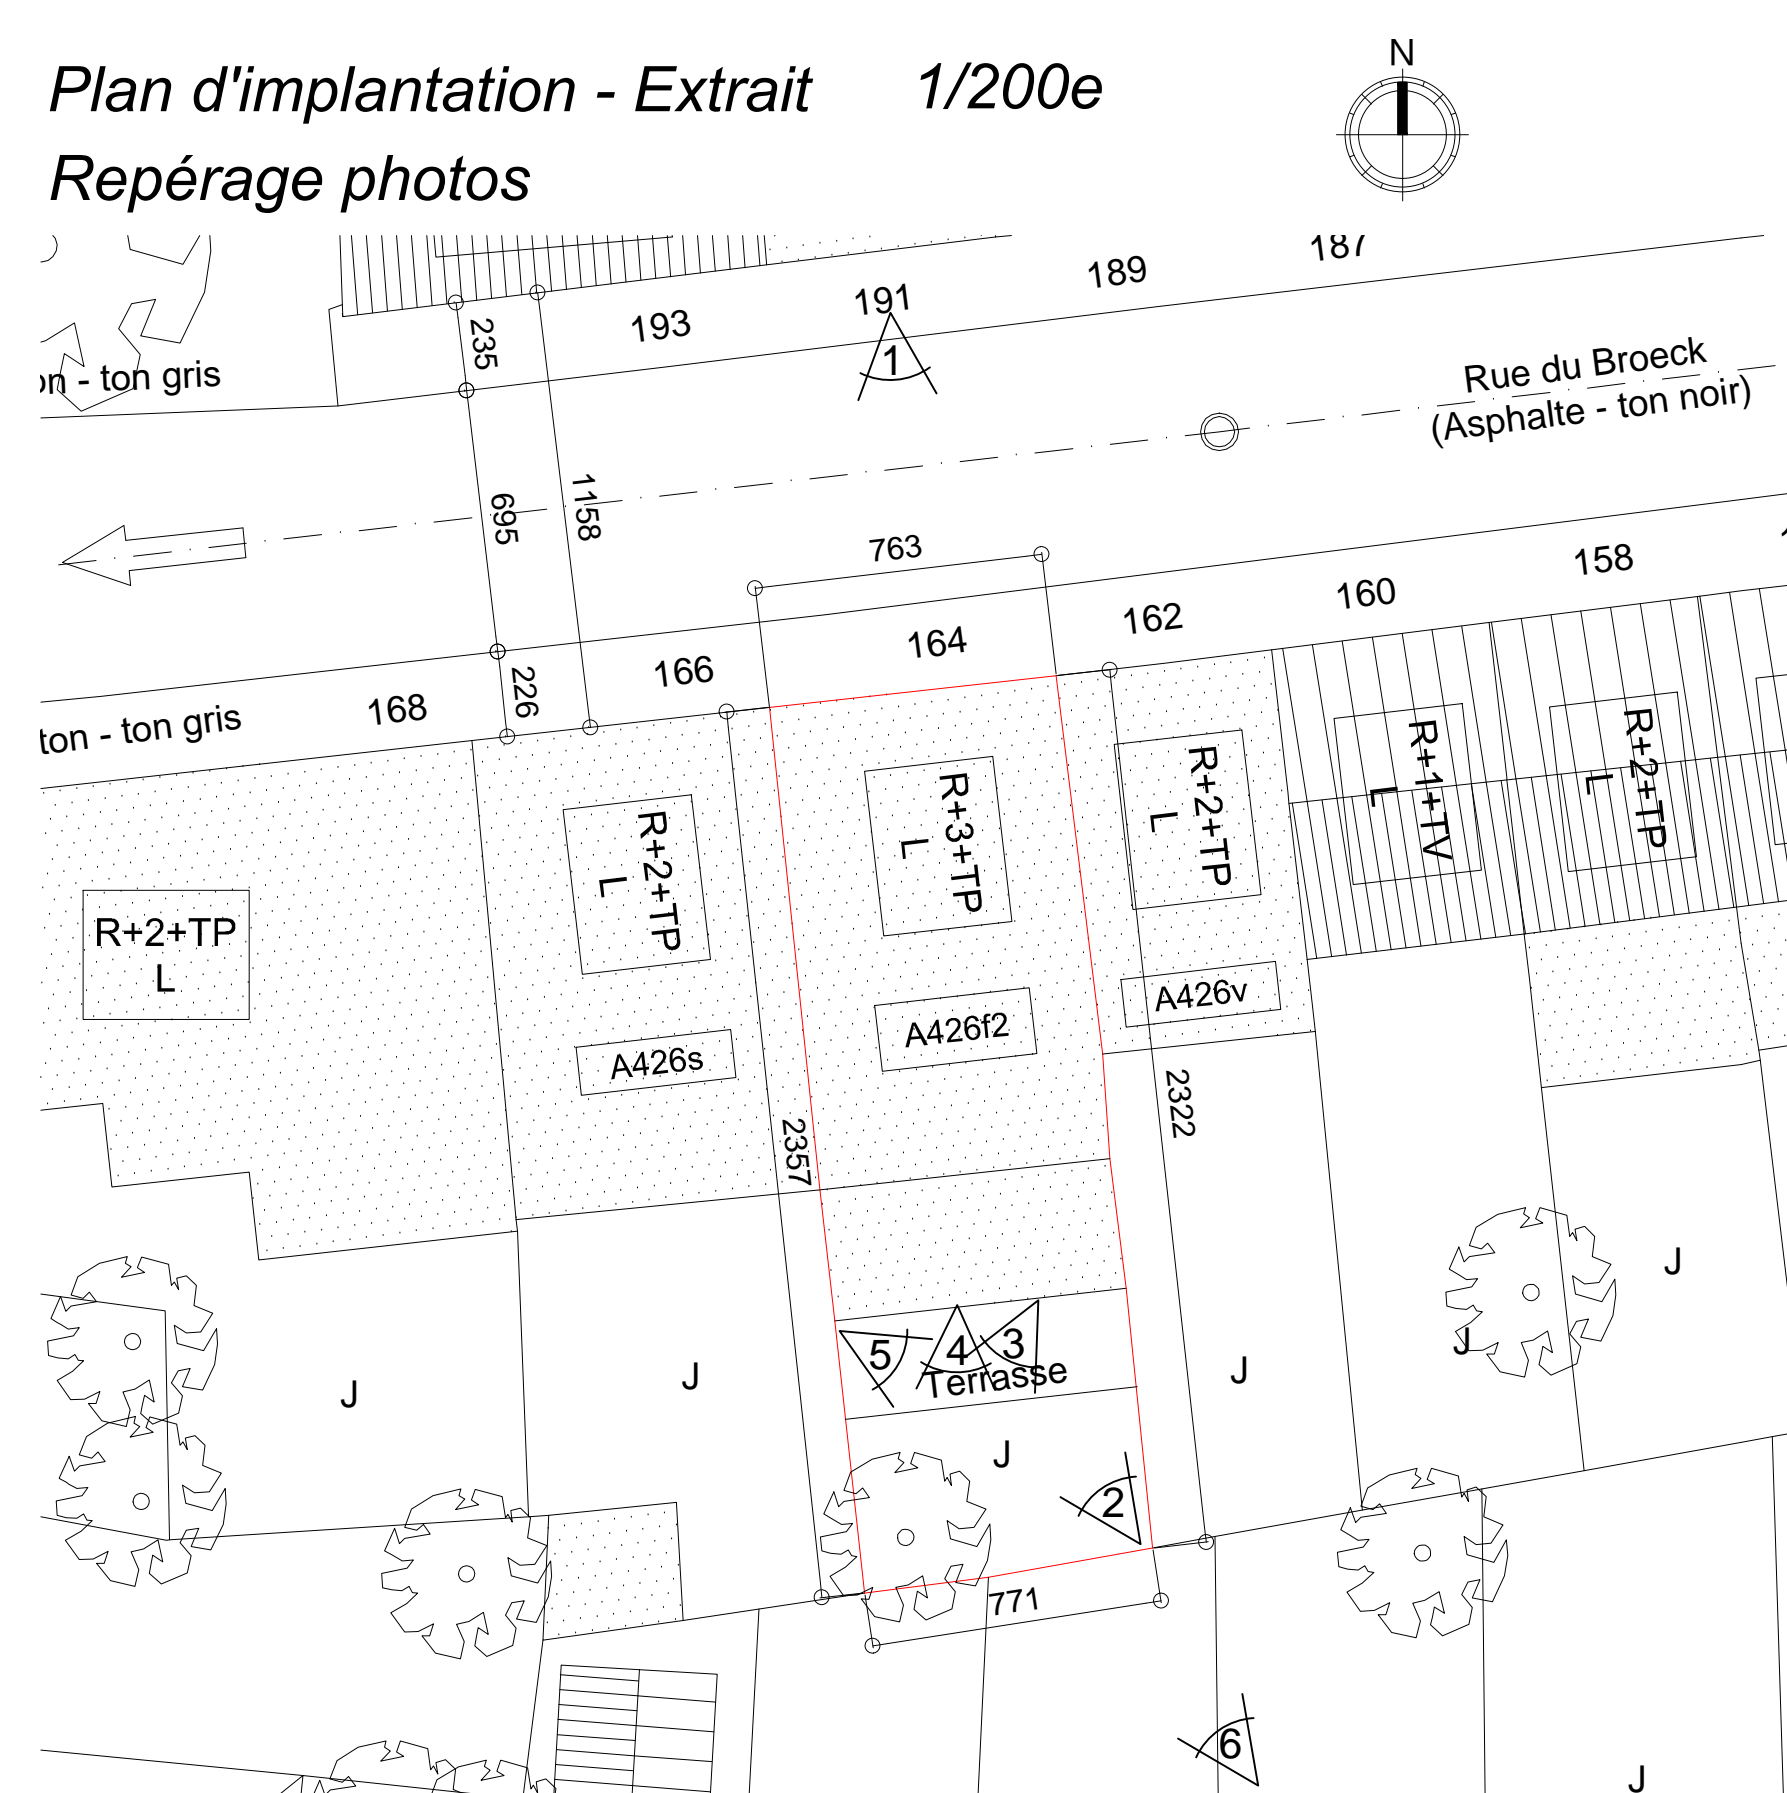 Plan d'implantation - Extrait 1/200e
N
Repérage photos
187
189
191
193
235
1
on - ton gris
Rue du Broeck
(Asphalte - ton noir)
695
1158
763
158
160
162
164
166
168
226
ton - ton gris
R+2+TP
L
R+2+TP
L
R+3+TP
L
R+2+TP
L
R+1+TV
L
R+2+TP
L
A426s
A426f2
A426v
2357
2322
J
J
J
J
J
5
4
3
Terrasse
J
2
771
6
J